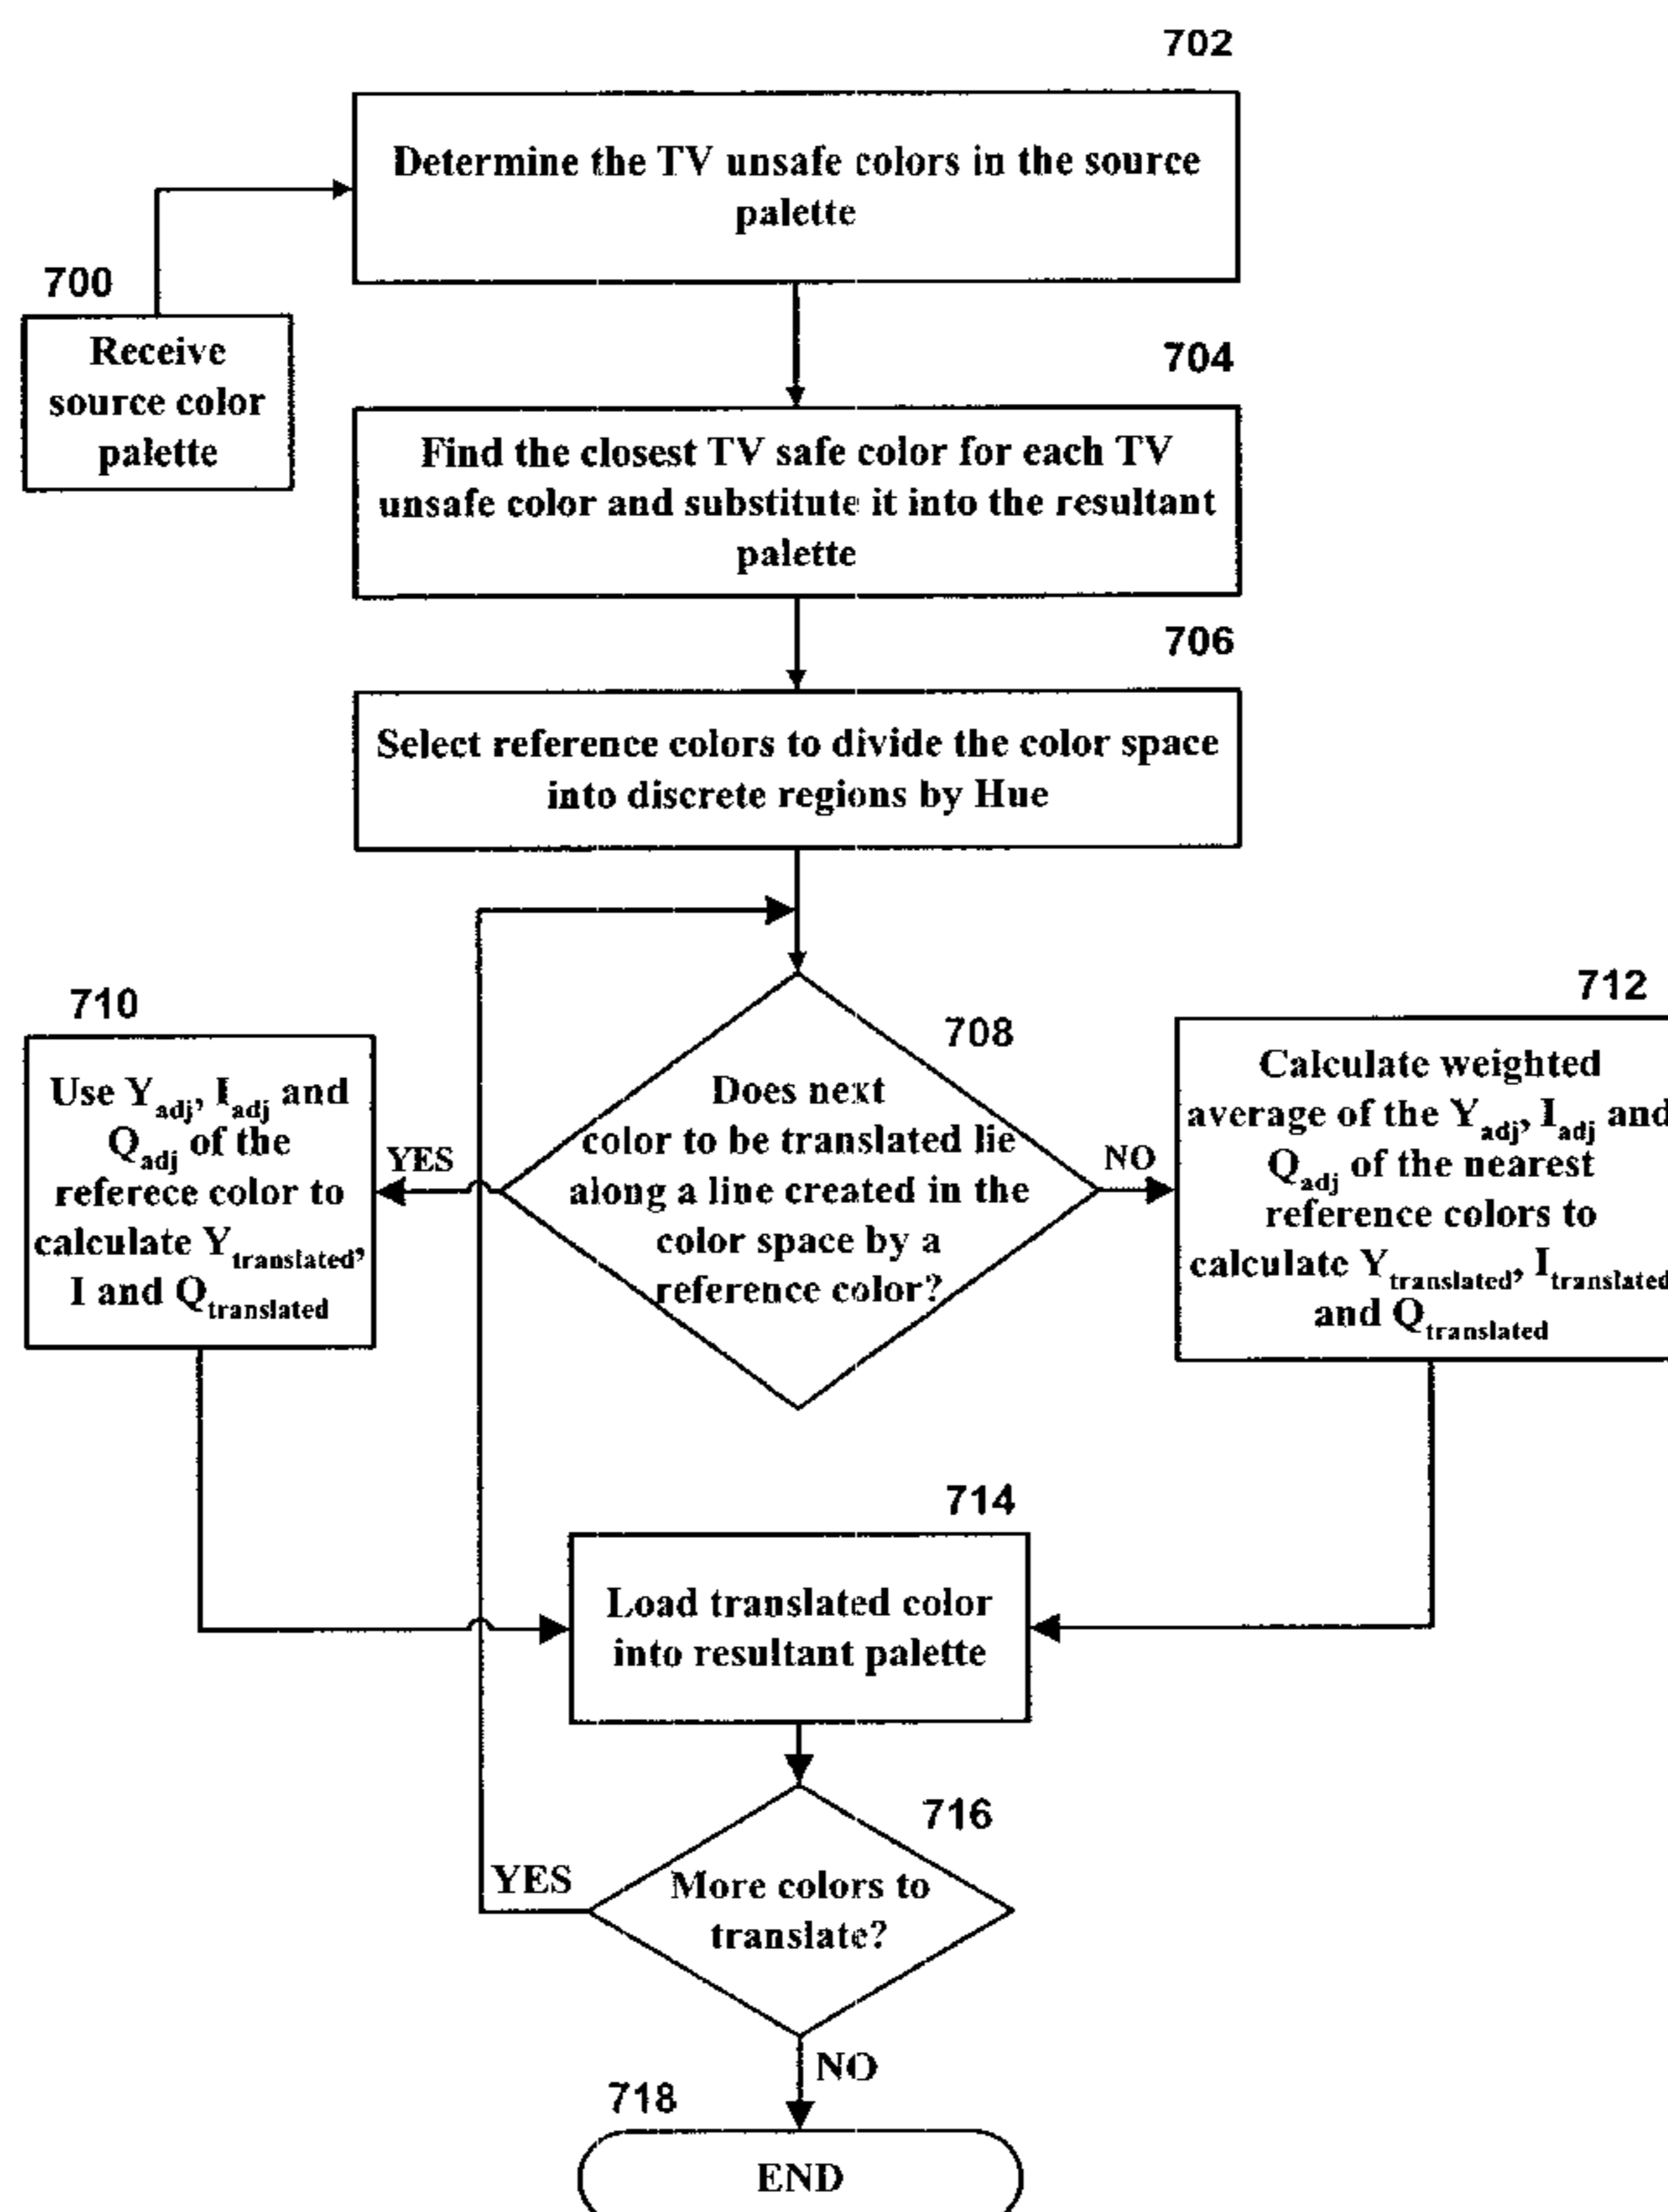 702
Determine the TV unsafe colors in the source
palette
700
Receive
source color
palette
704
Find the closest TV safe color for each TV
unsafe color and substitute it into the resultant
palette
706
Select reference colors to divide the color space
into discrete regions by Hue
708
Does next
color to be translated lie
along a line created in the
color space by a
reference color?
YES
NO
710
Use Yadj, Iadj and
Qadj of the
referece color to
calculate Ytranslated,
I and Qtranslated
712
Calculate weighted
average of the Yadj, Iadj and
Qadj of the nearest
reference colors to
calculate Ytranslated, Itranslated
and Qtranslated
714
Load translated color
into resultant palette
716
More colors to
translate?
YES
NO
718
END